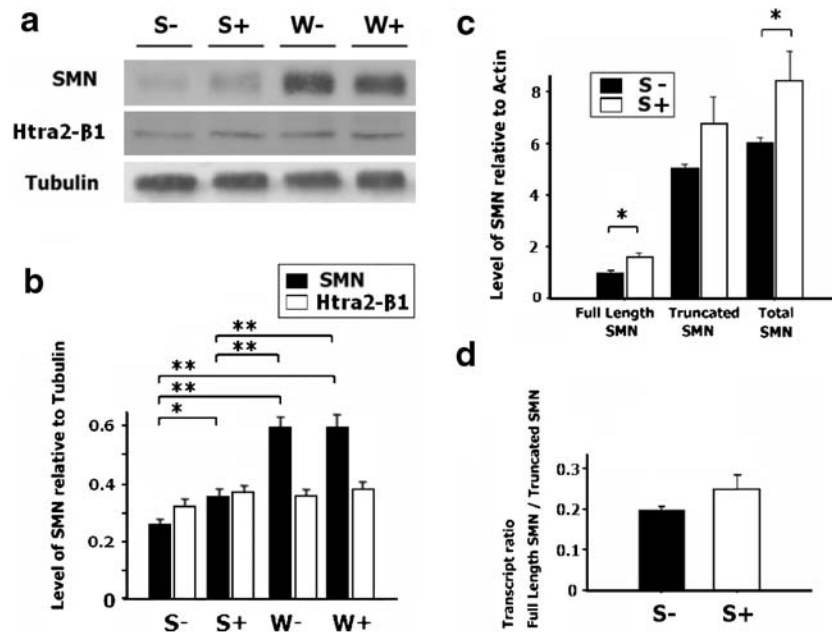 a
S-
S+
W-
W+
SMN
Htra2-β1
Tubulin
b
SMN
Htra2-β1
Level of SMN relative to Tubulin
**
**
**
**
*
0.6
0.4
0.2
0
S-
S+
W-
W+
c
Level of SMN relative to Actin
*
S -
S+
8
6
4
2
0
*
Full Length
SMN
Truncated
SMN
Total
SMN
d
Transcript ratio
Full Length SMN / Truncated SMN
0.3
0.2
0.1
0
S-
S+